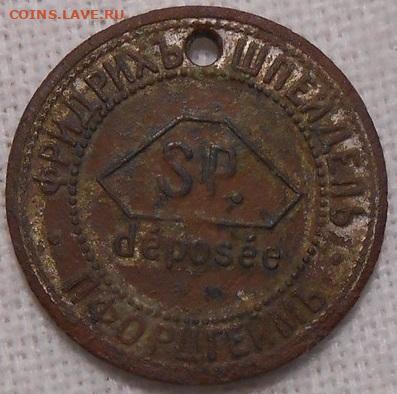 COINS.LAVE.RU
ФРИДРИХЪ ШПЕЙДЕЛЬ
SP.
déposée
ПФОРЦГЕЙМЪ